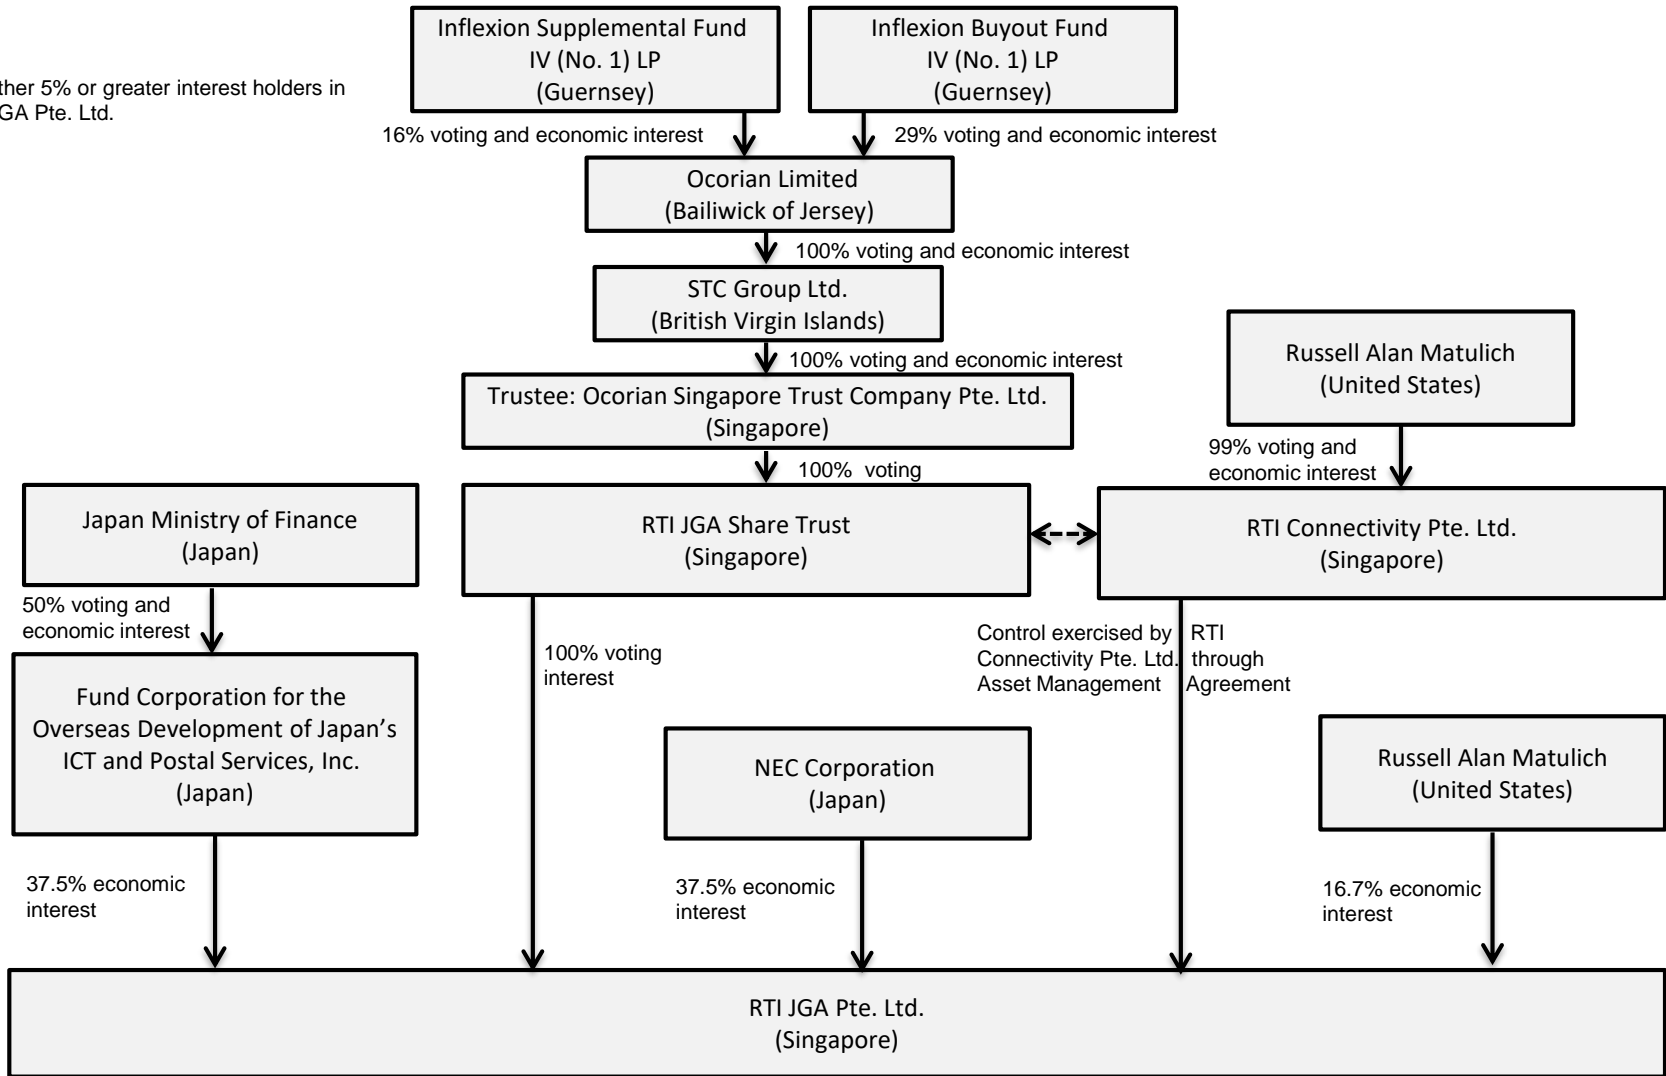 Inflexion Supplemental Fund
IV (No. 1) LP
(Guernsey)
Inflexion Buyout Fund
IV (No. 1) LP
(Guernsey)
ther 5% or greater interest holders in
GA Pte. Ltd.
16% voting and economic interest
29% voting and economic interest
Ocorian Limited
(Bailiwick of Jersey)
100% voting and economic interest
STC Group Ltd.
(British Virgin Islands)
100% voting and economic interest
Russell Alan Matulich
(United States)
Trustee: Ocorian Singapore Trust Company Pte. Ltd.
(Singapore)
99% voting and
economic interest
100% voting
Japan Ministry of Finance
(Japan)
RTI JGA Share Trust
(Singapore)
RTI Connectivity Pte. Ltd.
(Singapore)
50% voting and
economic interest
100% voting
interest
Control exercised by RTI
Connectivity Pte. Ltd. through
Asset Management Agreement
Fund Corporation for the
Overseas Development of Japan’s
ICT and Postal Services, Inc.
(Japan)
NEC Corporation
(Japan)
Russell Alan Matulich
(United States)
37.5% economic
interest
37.5% economic
interest
16.7% economic
interest
RTI JGA Pte. Ltd.
(Singapore)